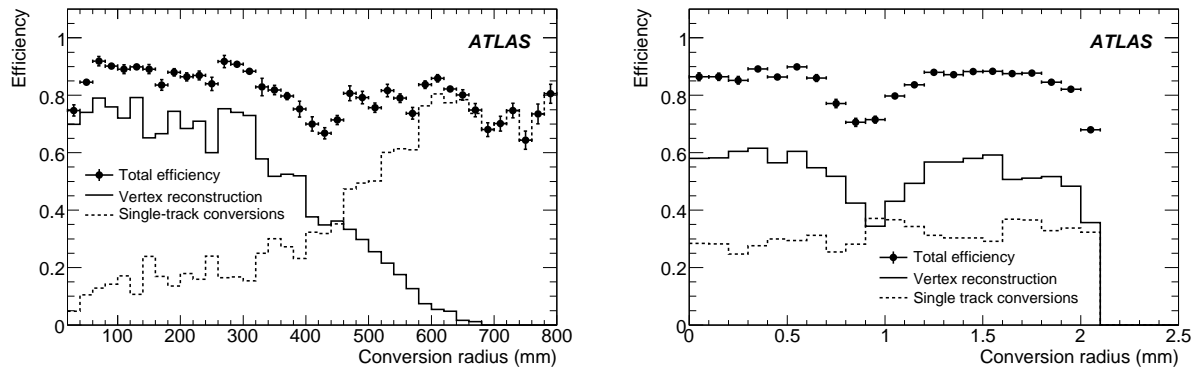 Efficiency
1
0.8
0.6
0.4
0.2
0
ATLAS
Total efficiency
Vertex reconstruction
Single-track conversions
100 200 300 400 500 600 700 800
Conversion radius (mm)
Efficiency
1
0.8
0.6
0.4
0.2
0
ATLAS
Total efficiency
Vertex reconstruction
Single track conversions
0 0.5 1 1.5 2 2.5
Conversion radius (mm)